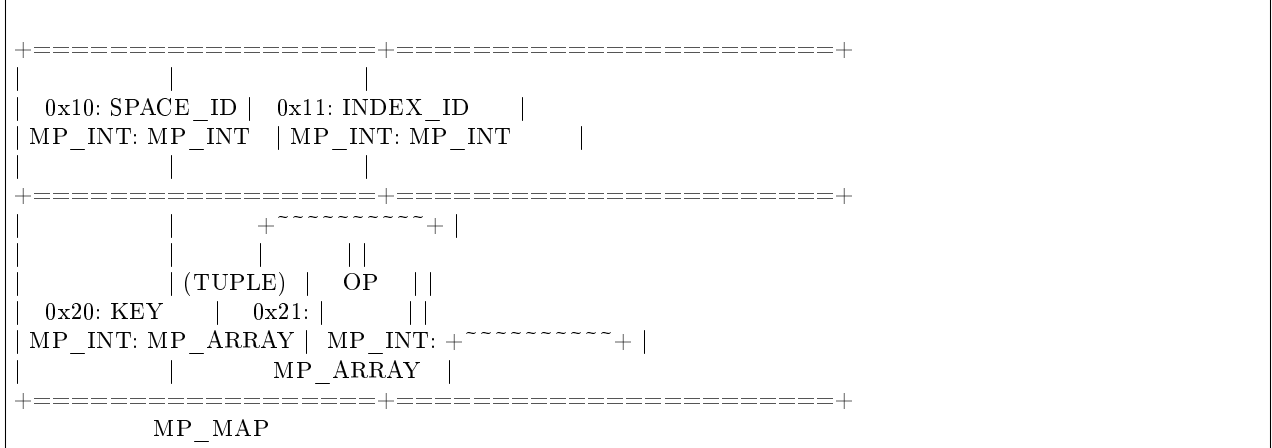 +==================+=======================+
| | |
| 0x10: SPACE_ID | 0x11: INDEX_ID |
| MP_INT: MP_INT | MP_INT: MP_INT |
| | |
+==================+=======================+
| | +~~~~~~~~~~+ |
| | | | |
| | (TUPLE) | OP | |
| 0x20: KEY | 0x21: | | |
| MP_INT: MP_ARRAY | MP_INT: +~~~~~~~~~~+ |
| | MP_ARRAY |
+==================+=======================+
MP_MAP